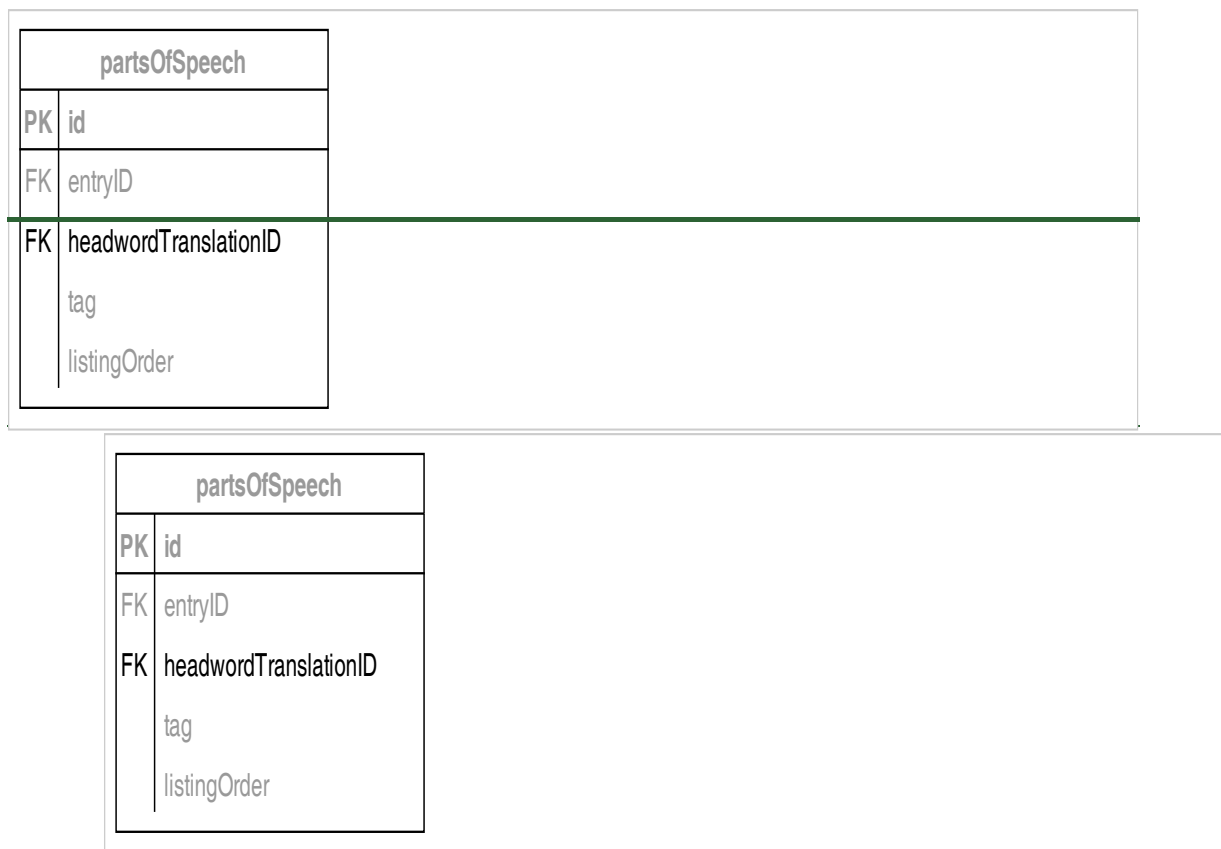 partsOfSpeech
PK id
FK entryID
FK headwordTranslationID
tag
listingOrder
partsOfSpeech
PK id
FK entryID
FK headwordTranslationID
tag
listingOrder